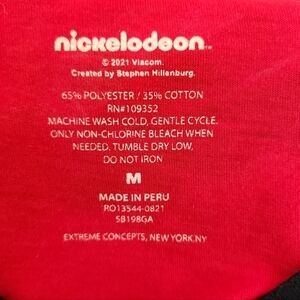 nickelodeon™
© 2021 Viacom.
Created by Stephen Hillenburg.
65% POLYESTER / 35% COTTON
RN#109352
MACHINE WASH COLD, GENTLE CYCLE.
ONLY NON-CHLORINE BLEACH WHEN
NEEDED. TUMBLE DRY LOW,
DO NOT IRON
M
MADE IN PERU
RO13544-0821
5B198GA
EXTREME CONCEPTS, NEW YORK,NY